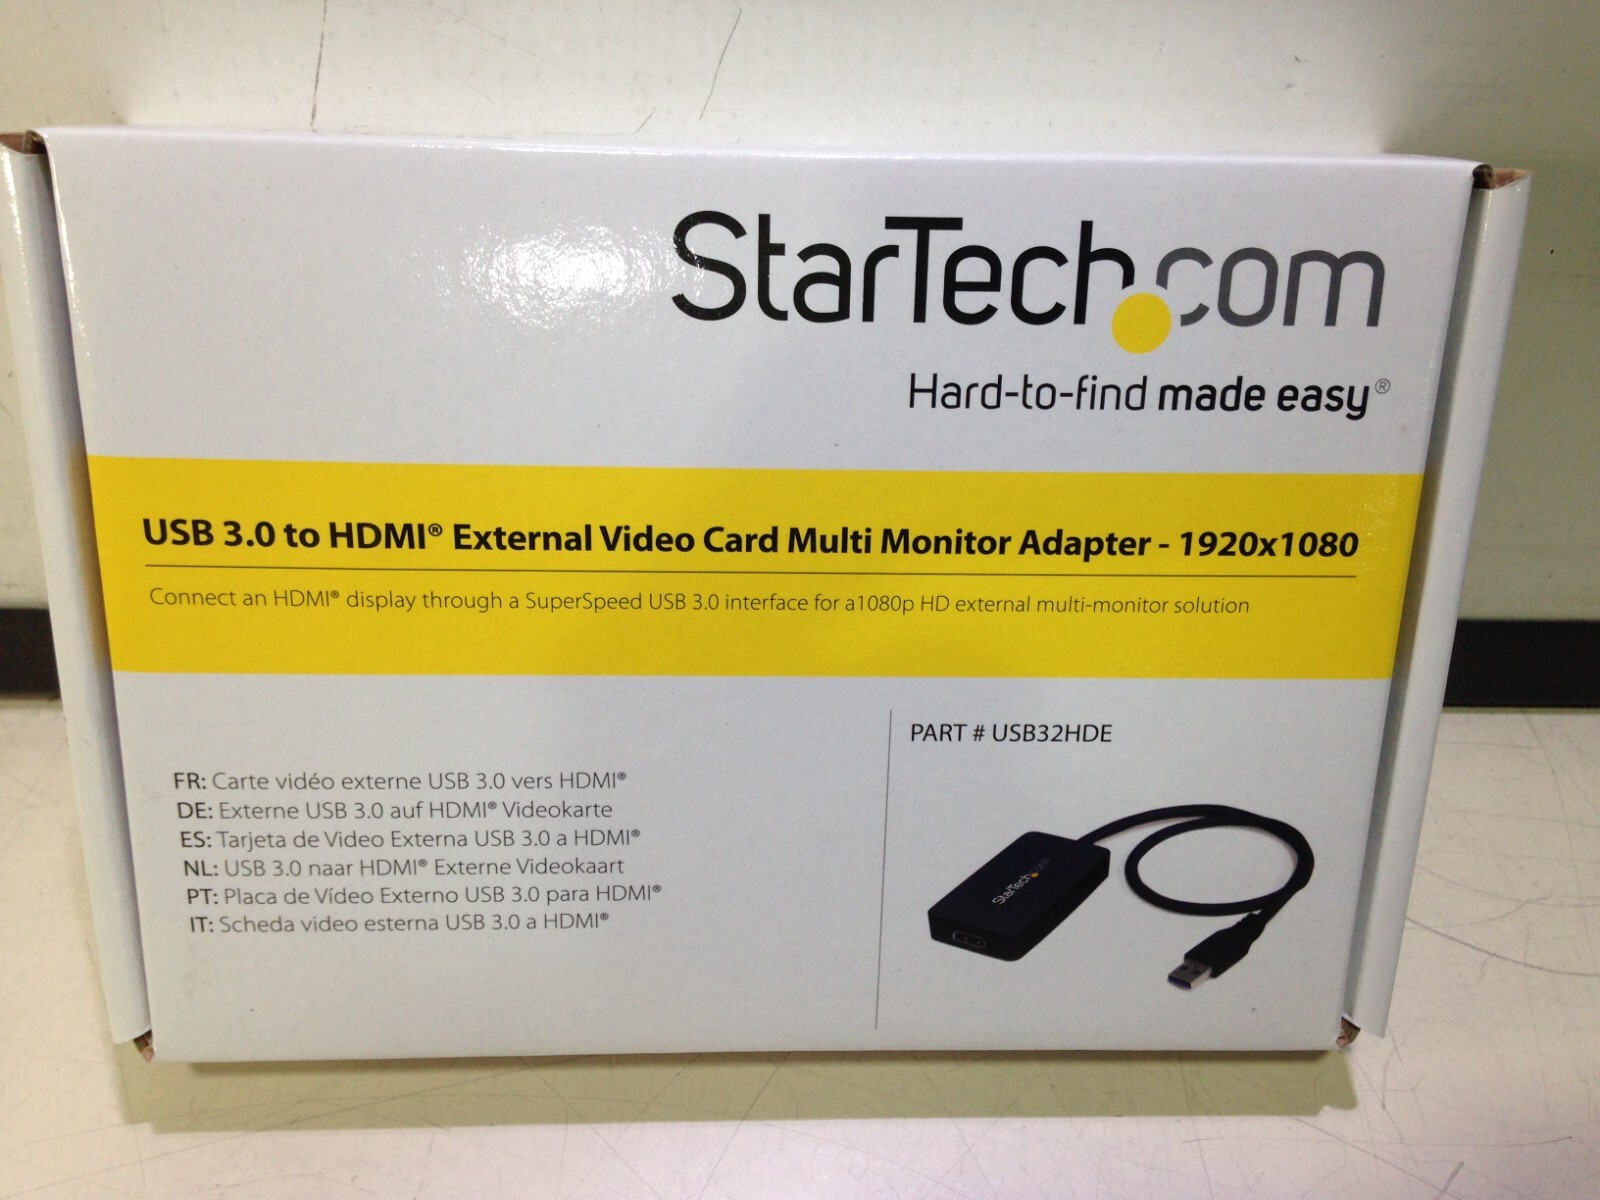 StarTech.com
Hard-to-find made easy®
USB 3.0 to HDMI® External Video Card Multi Monitor Adapter - 1920x1080
Connect an HDMI® display through a SuperSpeed USB 3.0 interface for a1080p HD external multi-monitor solution
PART # USB32HDE
FR: Carte vidéo externe USB 3.0 vers HDMI®
DE: Externe USB 3.0 auf HDMI® Videokarte
ES: Tarjeta de Video Externa USB 3.0 a HDMI®
NL: USB 3.0 naar HDMI® Externe Videokaart
PT: Placa de Vídeo Externo USB 3.0 para HDMI®
IT: Scheda video esterna USB 3.0 a HDMI®
StarTech.com